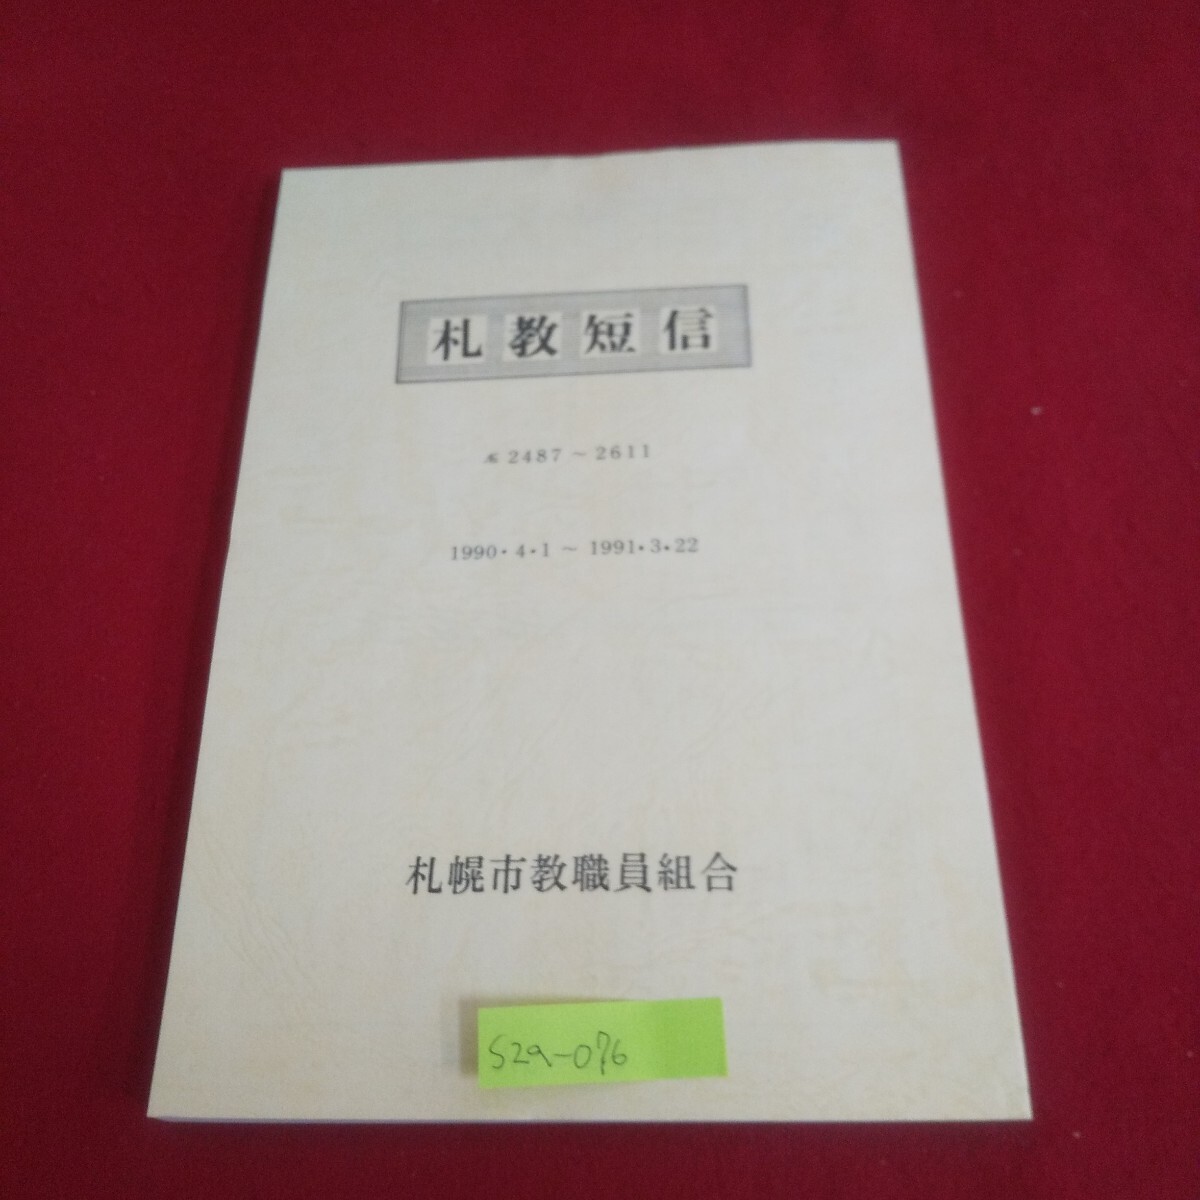 札教短信
№2487～2611
1990・4・1～1991・3・22
札幌市教職員組合
S29-076